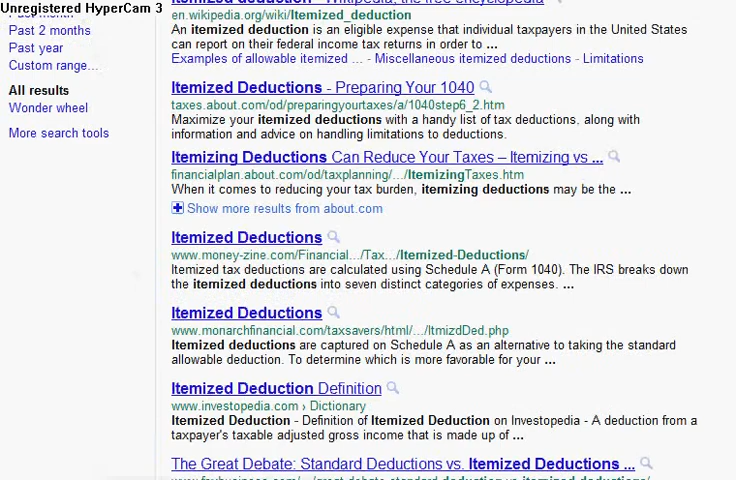 Unregistered HyperCam 3
Past 2 months
Past year
Custom range...
All results
Wonder wheel
More search tools
Itemized deduction - Wikipedia, the free encyclopedia
en.wikipedia.org/wiki/Itemized_deduction
An itemized deduction is an eligible expense that individual taxpayers in the United States
can report on their federal income tax returns in order to ...
Examples of allowable itemized ... - Miscellaneous itemized deductions - Limitations
Itemized Deductions - Preparing Your 1040
taxes.about.com/od/preparingyourtaxes/a/1040step6_2.htm
Maximize your itemized deductions with a handy list of tax deductions. along with
information and advice on handling limitations to deductions.
Itemizing Deductions Can Reduce Your Taxes – Itemizing vs ...
financialplan.about.com/od/taxplanning/.../ItemizingTaxes.htm
When it comes to reducing your tax burden, itemizing deductions may be the ...
Show more results from about.com
Itemized Deductions
www.money-zine.com/Financial.../Tax.../Itemized-Deductions/
Itemized tax deductions are calculated using Schedule A (Form 1040). The IRS breaks down
the itemized deductions into seven distinct categories of expenses. ...
Itemized Deductions
www.monarchfinancial.com/taxsavers/html/.../ItmizdDed.php
Itemized deductions are captured on Schedule A as an alternative to taking the standard
allowable deduction. To determine which is more favorable for your ...
Itemized Deduction Definition
www.investopedia.com › Dictionary
Itemized Deduction - Definition of Itemized Deduction on Investopedia - A deduction from a
taxpayer's taxable adjusted gross income that is made up of ...
The Great Debate: Standard Deductions vs. Itemized Deductions ...